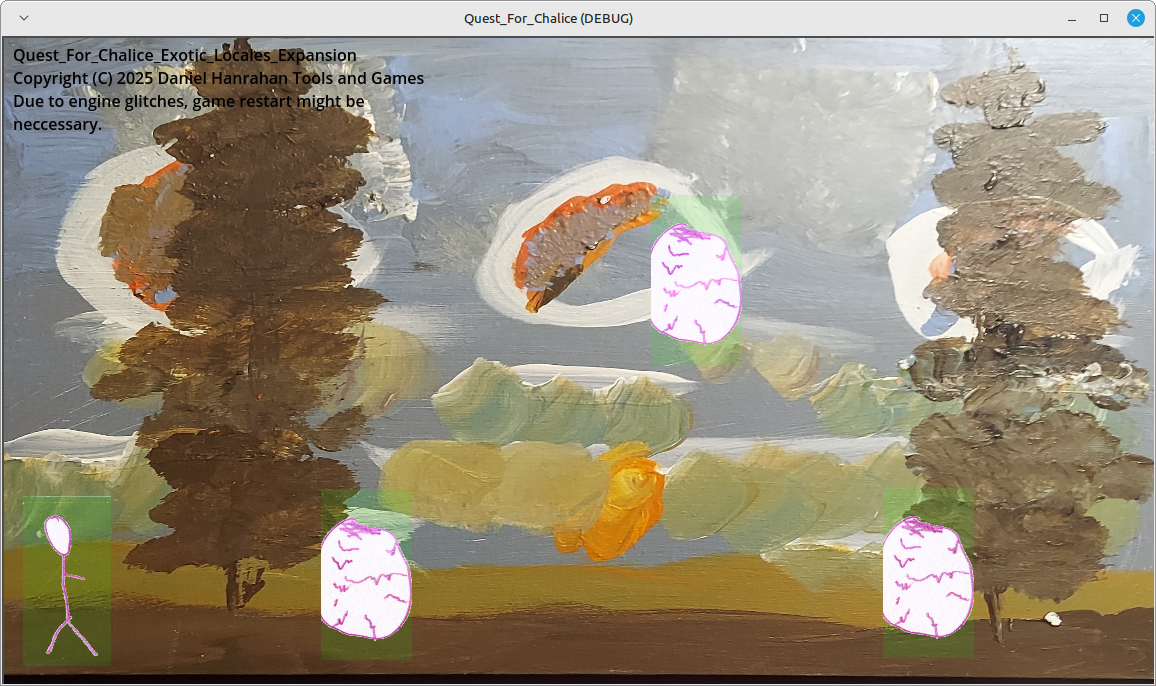 Quest_For_Chalice (DEBUG)
Quest_For_Chalice_Exotic_Locales_Expansion
Copyright (C) 2025 Daniel Hanrahan Tools and Games
Due to engine glitches, game restart might be
neccessary.